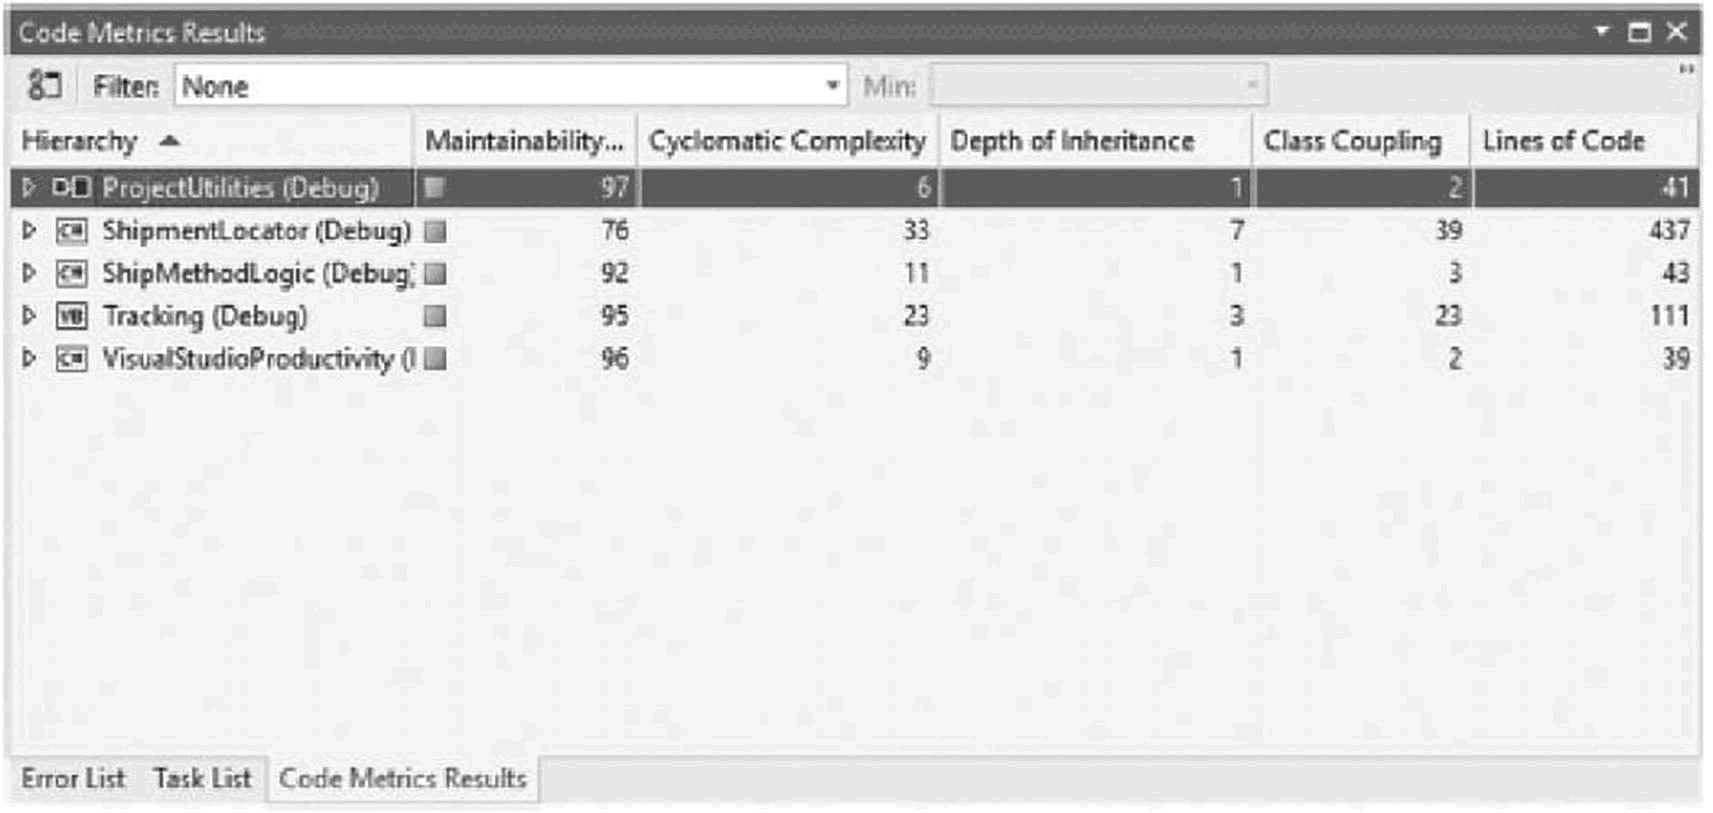 Code Metrics Results
Filter: None Min:
Hierarchy Maintainability... Cyclomatic Complexity Depth of Inheritance Class Coupling Lines of Code
ProjectUtilities (Debug) 97 6 1 2 41
C# ShipmentLocator (Debug) 76 33 7 39 437
C# ShipMethodLogic (Debug) 92 11 1 3 43
VB Tracking (Debug) 95 23 3 23 111
C# VisualStudioProductivity ( 96 9 1 2 39
Error List Task List Code Metrics Results